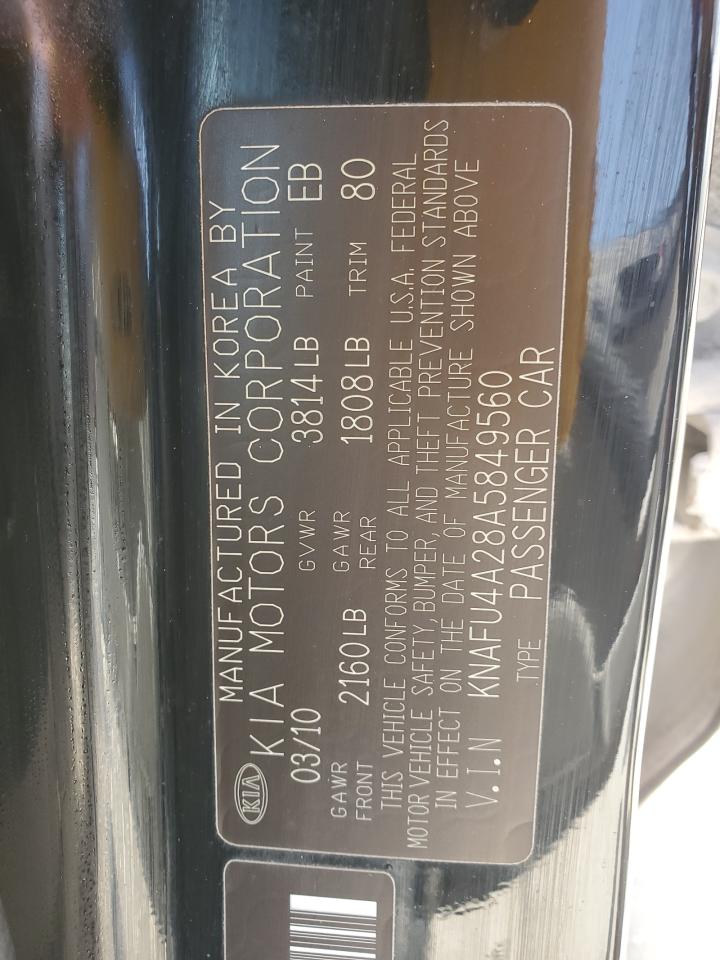 MANUFACTURED IN KOREA BY
KIA KIA MOTORS CORPORATION
03/10 GVWR 3814LB PAINT EB
GAWR FRONT 2160LB GAWR REAR 1808LB TRIM 80
THIS VEHICLE CONFORMS TO ALL APPLICABLE U.S.A. FEDERAL
MOTOR VEHICLE SAFETY, BUMPER, AND THEFT PREVENTION STANDARDS
IN EFFECT ON THE DATE OF MANUFACTURE SHOWN ABOVE
V.I.N KNAFU4A28A5849560
TYPE PASSENGER CAR